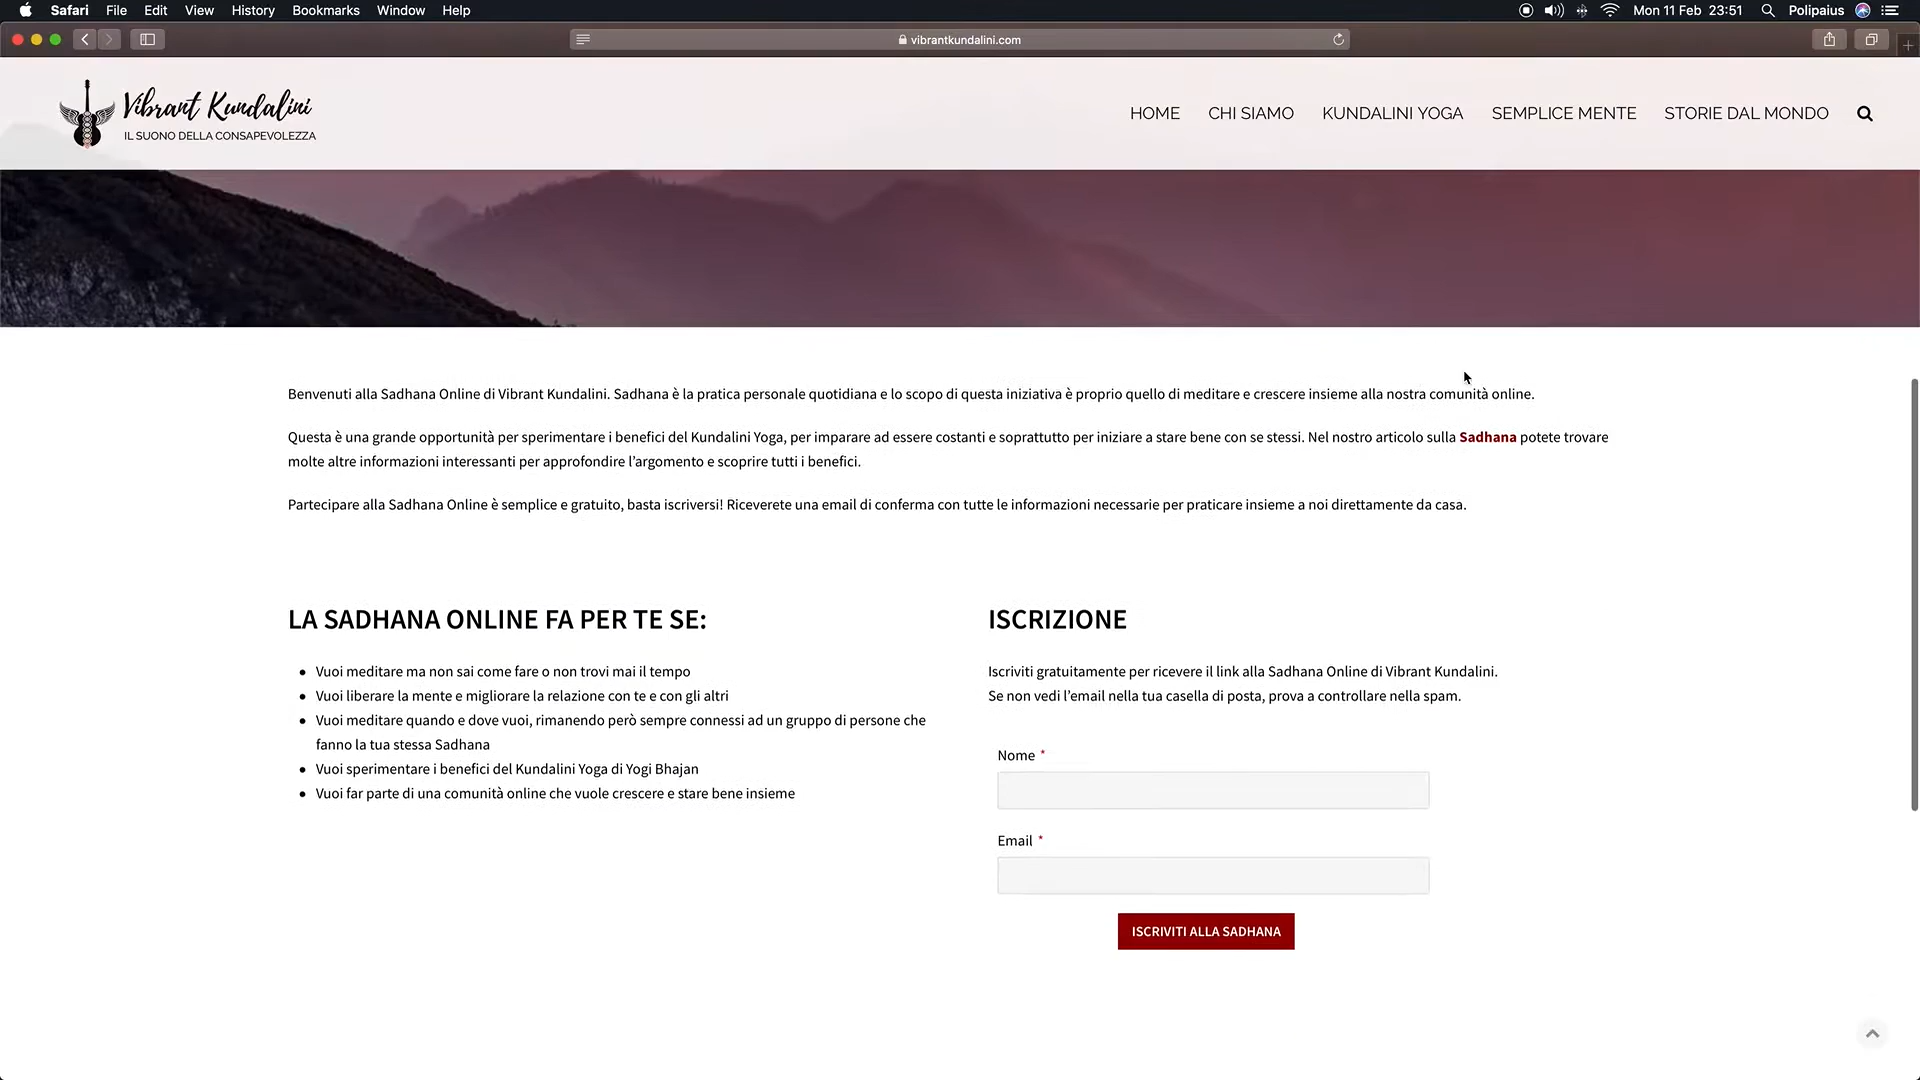 Safari File Edit View History Bookmarks Window Help Mon 11 Feb 23:51 Polipaius
vibrantkundalini.com
Vibrant Kundalini
IL SUONO DELLA CONSAPEVOLEZZA
HOME CHI SIAMO KUNDALINI YOGA SEMPLICE MENTE STORIE DAL MONDO
Benvenuti alla Sadhana Online di Vibrant Kundalini. Sadhana è la pratica personale quotidiana e lo scopo di questa iniziativa è proprio quello di meditare e crescere insieme alla nostra comunità online.
Questa è una grande opportunità per sperimentare i benefici del Kundalini Yoga, per imparare ad essere costanti e soprattutto per iniziare a stare bene con se stessi. Nel nostro articolo sulla Sadhana potete trovare
molte altre informazioni interessanti per approfondire l'argomento e scoprire tutti i benefici.
Partecipare alla Sadhana Online è semplice e gratuito, basta iscriversi! Riceverete una email di conferma con tutte le informazioni necessarie per praticare insieme a noi direttamente da casa.
LA SADHANA ONLINE FA PER TE SE:
• Vuoi meditare ma non sai come fare o non trovi mai il tempo
• Vuoi liberare la mente e migliorare la relazione con te e con gli altri
• Vuoi meditare quando e dove vuoi, rimanendo però sempre connessi ad un gruppo di persone che
fanno la tua stessa Sadhana
• Vuoi sperimentare i benefici del Kundalini Yoga di Yogi Bhajan
• Vuoi far parte di una comunità online che vuole crescere e stare bene insieme
ISCRIZIONE
Iscriviti gratuitamente per ricevere il link alla Sadhana Online di Vibrant Kundalini.
Se non vedi l'email nella tua casella di posta, prova a controllare nella spam.
Nome *
Email *
ISCRIVITI ALLA SADHANA